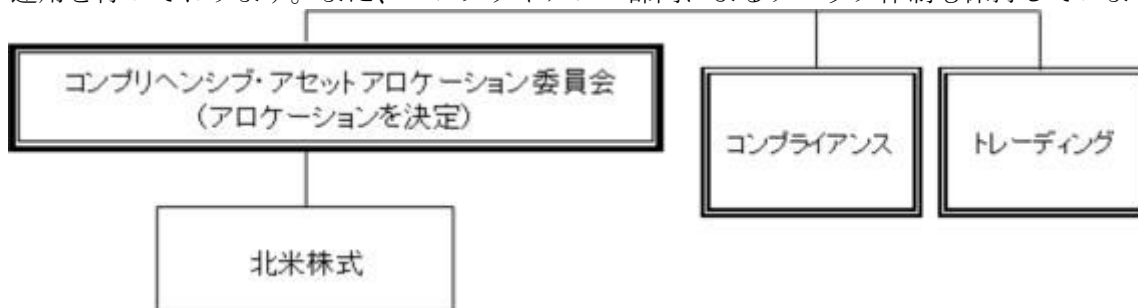 コンプリヘンシブ・アセットアロケーション委員会
（アロケーションを決定）
コンプライアンス
トレーディング
北米株式